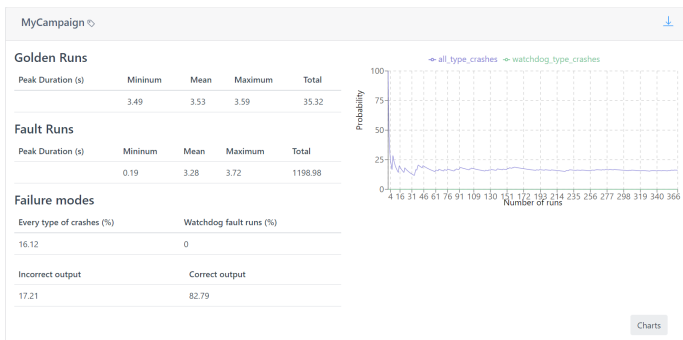 MyCampaign
Golden Runs
Peak Duration (s) Mininum Mean Maximum Total
3.49 3.53 3.59 35.32
Fault Runs
Peak Duration (s) Mininum Mean Maximum Total
0.19 3.28 3.72 1198.98
Failure modes
Every type of crashes (%) Watchdog fault runs (%)
16.12 0
Incorrect output Correct output
17.21 82.79
all_type_crashes watchdog_type_crashes
100
75
50
25
0
Probability
4 16 31 46 61 76 91 109 130 151 172 193 214 235 256 277 298 319 340 366
Number of runs
Charts